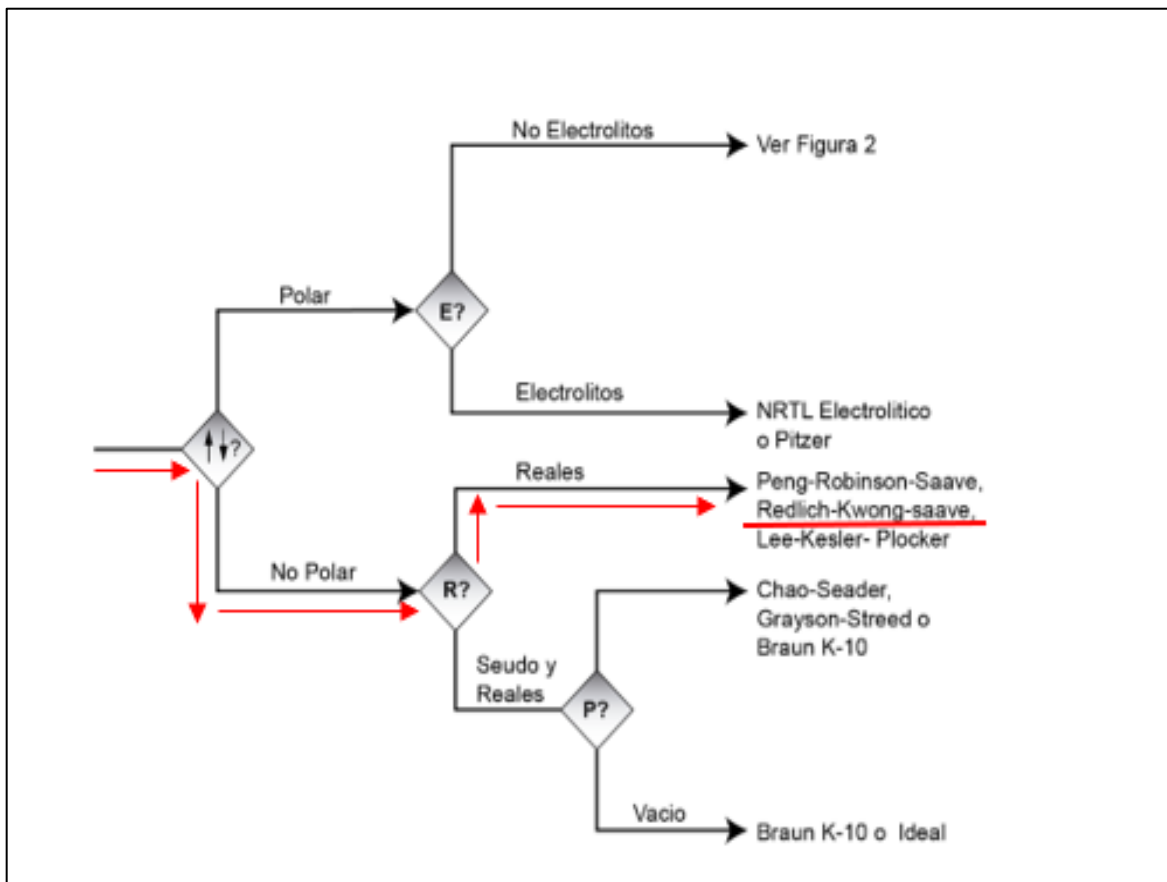 No Electrolitos
Ver Figura 2
Polar
E?
Electrolitos
NRTL Electrolitico
o Pitzer
?
Reales
Peng-Robinson-Saave,
Redlich-Kwong-saave,
Lee-Kesler- Plocker
No Polar
R?
Chao-Seader,
Grayson-Streed o
Braun K-10
Seudo y
Reales
P?
Vacio
Braun K-10 o Ideal